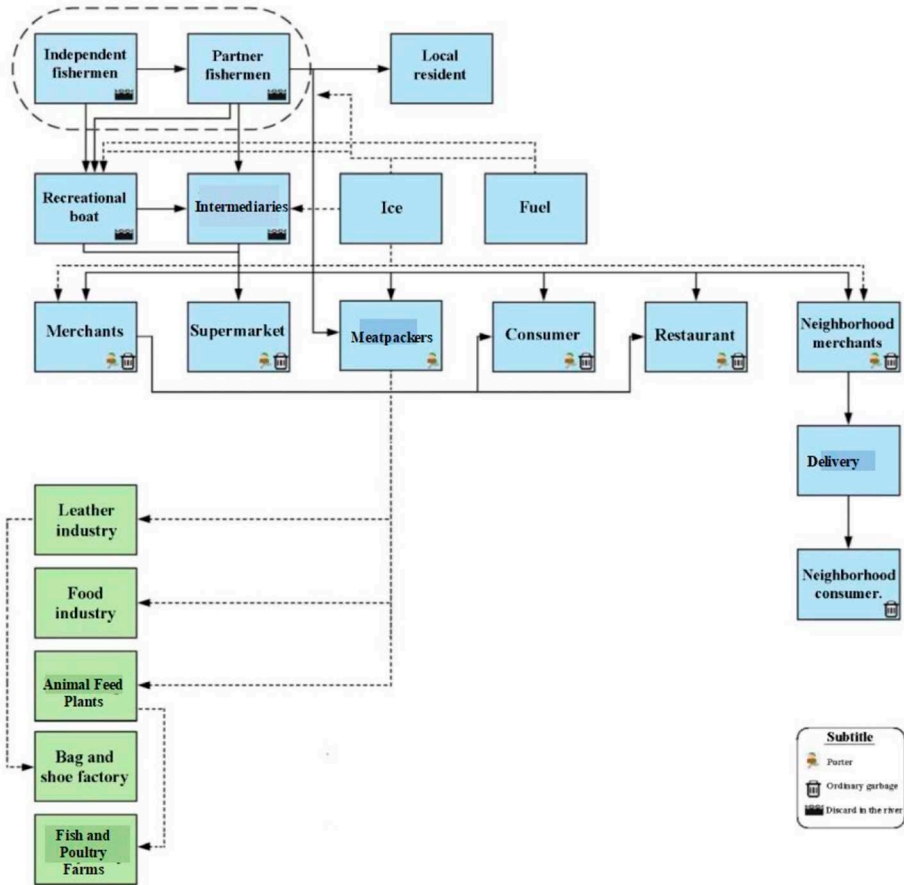 Independent
fishermen
Partner
fishermen
Local
resident
Recreational
boat
Intermediaries
Ice
Fuel
Merchants
Supermarket
Meatpackers
Consumer
Restaurant
Neighborhood
merchants
Delivery
Leather
industry
Food
industry
Neighborhood
consumer.
Animal Feed
Plants
Bag and
shoe factory
Fish and
Poultry
Farms
Subtitle
Porter
Ordinary garbage
Discard in the river